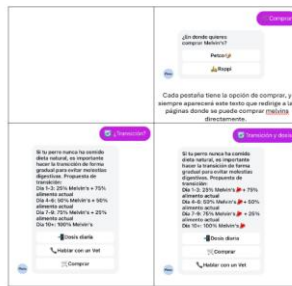 Comprar
¿En donde quieres
comprar Melvin's?
Petco
Rappi
Cada pestaña tiene la opción de comprar, y
siempre aparecerá este texto que redirige a la
páginas donde se puede comprar melvins
directamente.
¿Transición?
Si tu perro nunca ha comido
dieta natural, es importante
hacer la transición de forma
gradual para evitar molestias
digestivas. Propuesta de
transición:
Día 1-3: 25% Melvin's + 75%
alimento actual
Día 4-6: 50% Melvin's + 50%
alimento actual
Día 7-9: 75% Melvin's + 25%
alimento actual
Día 10+: 100% Melvin's
Dosis diaria
Hablar con un Vet
Comprar
Transición y dosis
Si tu perro nunca ha comido
dieta natural, es importante
hacer la transición de forma
gradual para evitar molestias
digestivas. Propuesta de
transición:
Día 1-3: 25% Melvin's + 75%
alimento actual
Día 4-6: 50% Melvin's + 50%
alimento actual
Día 7-9: 75% Melvin's + 25%
alimento actual
Día 10+: 100% Melvin's
Dosis diaria
Comprar
Hablar con un Vet